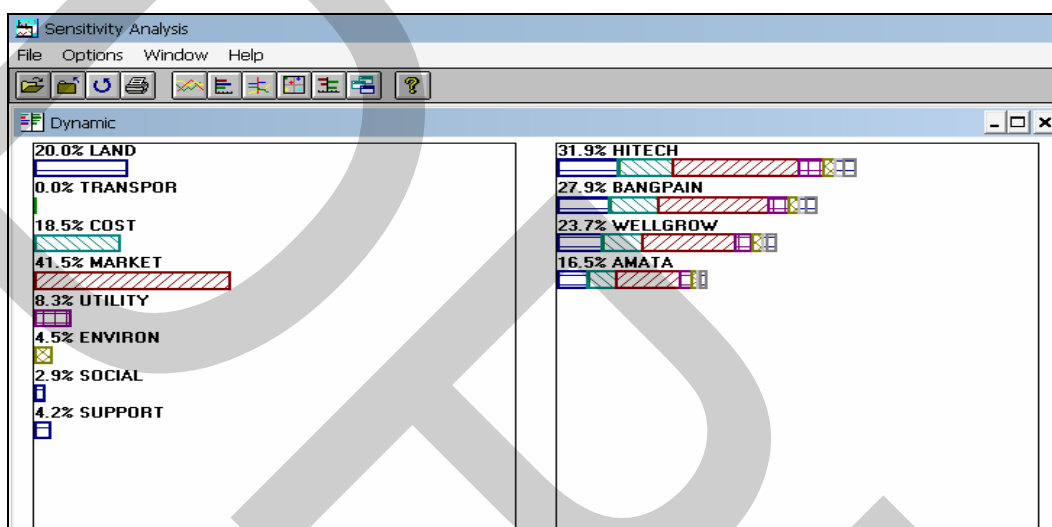 Sensitivity Analysis
File Options Window Help
Dynamic
20.0% LAND
0.0% TRANSPOR
18.5% COST
41.5% MARKET
8.3% UTILITY
4.5% ENVIRON
2.9% SOCIAL
4.2% SUPPORT
31.9% HITECH
27.9% BANGPAIN
23.7% WELLGROW
16.5% AMATA